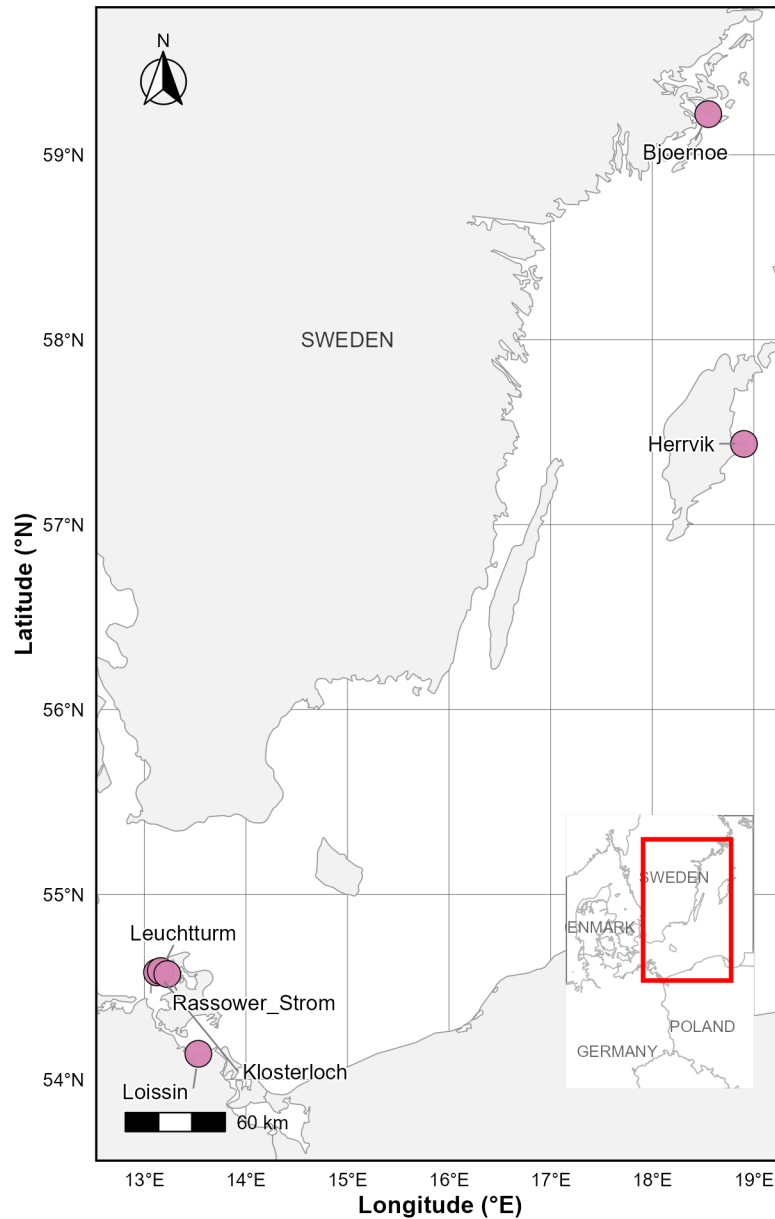 N
59°N
Bjoernoe
58°N
SWEDEN
Herrvik
57°N
Latitude (°N)
56°N
55°N
SWEDEN
ENMARK
Leuchtturm
Rassower_Strom
POLAND
GERMANY
Klosterloch
54°N
Loissin
60 km
13°E 14°E 15°E 16°E 17°E 18°E 19°E
Longitude (°E)